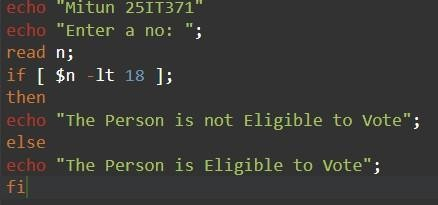 echo "Mitun 25IT371"
echo "Enter a no: ";
read n;
if [ $n -lt 18 ];
then
echo "The Person is not Eligible to Vote";
else
echo "The Person is Eligible to Vote";
fi